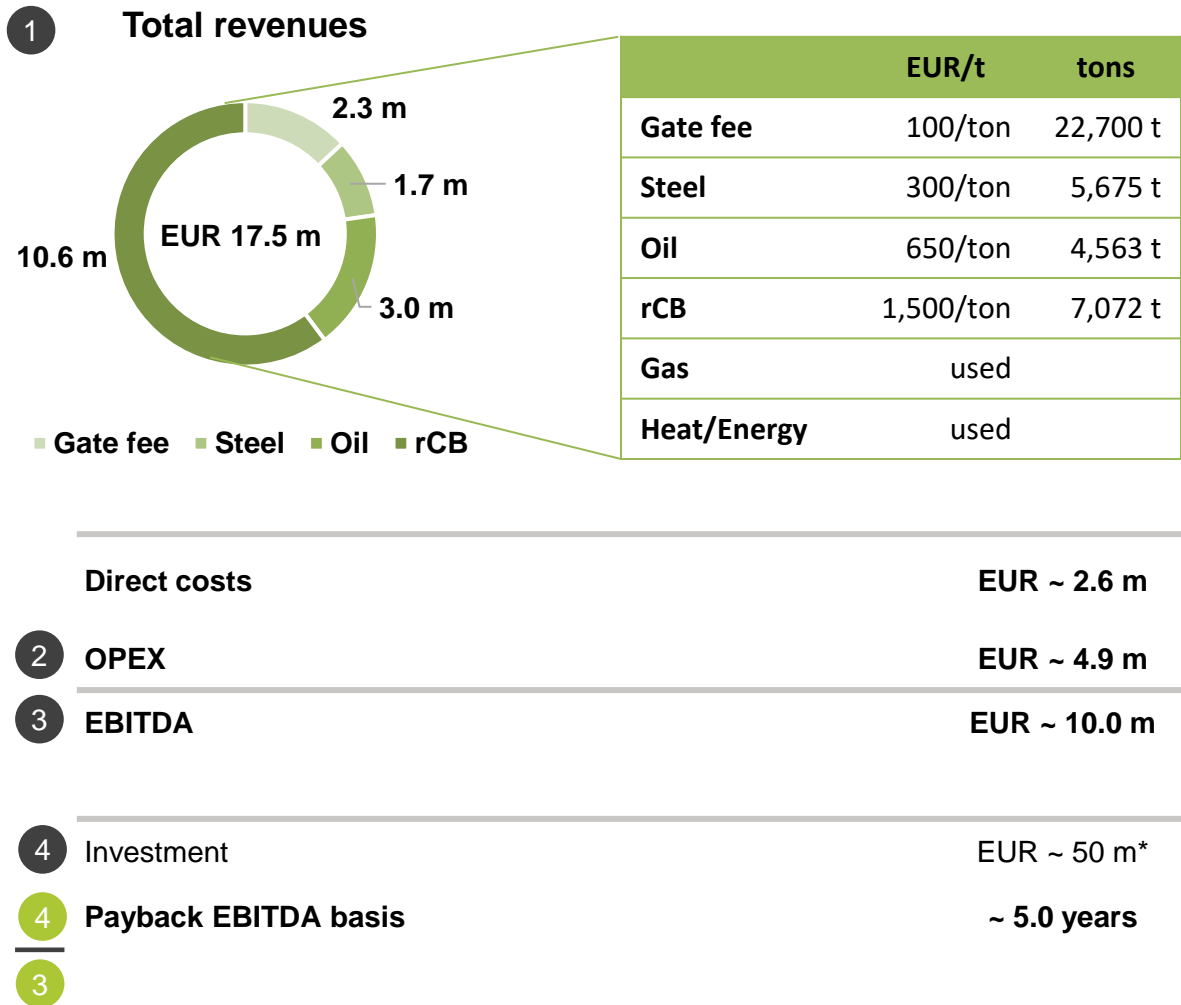 1 Total revenues
2.3 m
1.7 m
EUR 17.5 m
10.6 m
3.0 m
Gate fee Steel Oil rCB
EUR/t tons
Gate fee 100/ton 22,700 t
Steel 300/ton 5,675 t
Oil 650/ton 4,563 t
rCB 1,500/ton 7,072 t
Gas used
Heat/Energy used
Direct costs EUR ~ 2.6 m
2 OPEX EUR ~ 4.9 m
3 EBITDA EUR ~ 10.0 m
4 Investment EUR ~ 50 m*
4 Payback EBITDA basis ~ 5.0 years
3